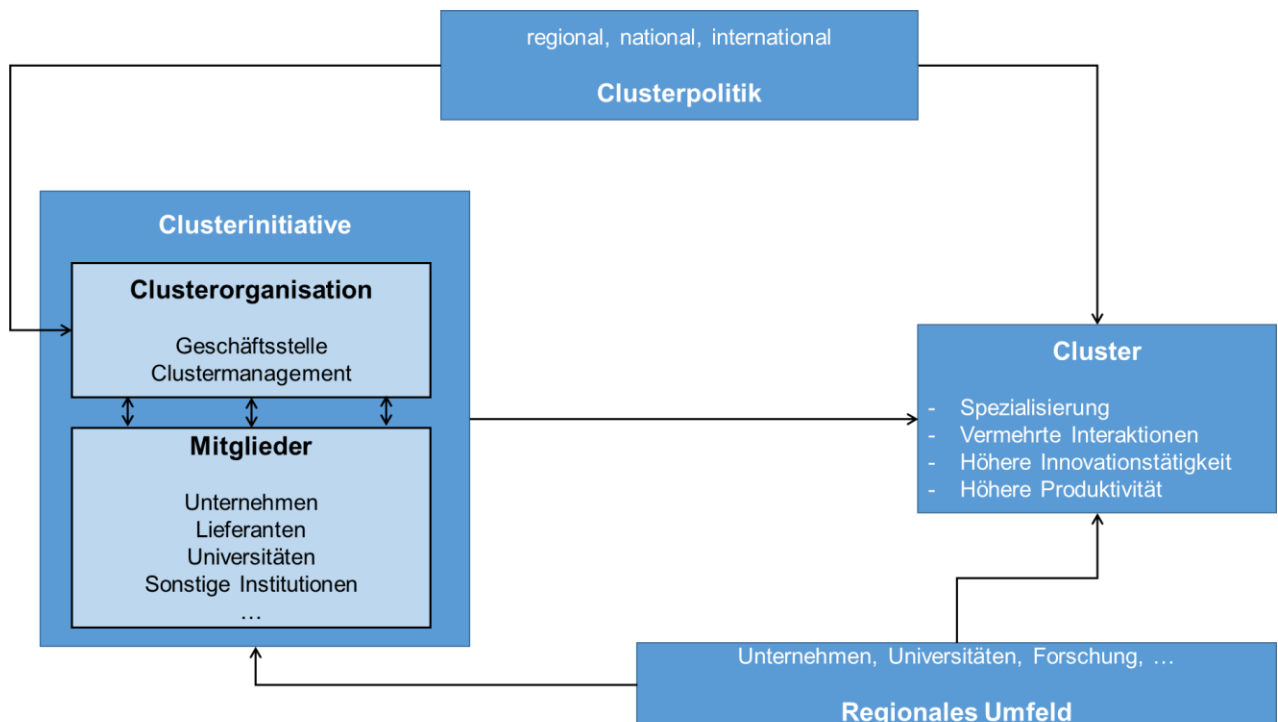 regional, national, international
Clusterpolitik
Clusterinitiative
Clusterorganisation
Geschäftsstelle
Clustermanagement
Mitglieder
Unternehmen
Lieferanten
Universitäten
Sonstige Institutionen
…
Cluster
- Spezialisierung
- Vermehrte Interaktionen
- Höhere Innovationstätigkeit
- Höhere Produktivität
Unternehmen, Universitäten, Forschung, …
Regionales Umfeld